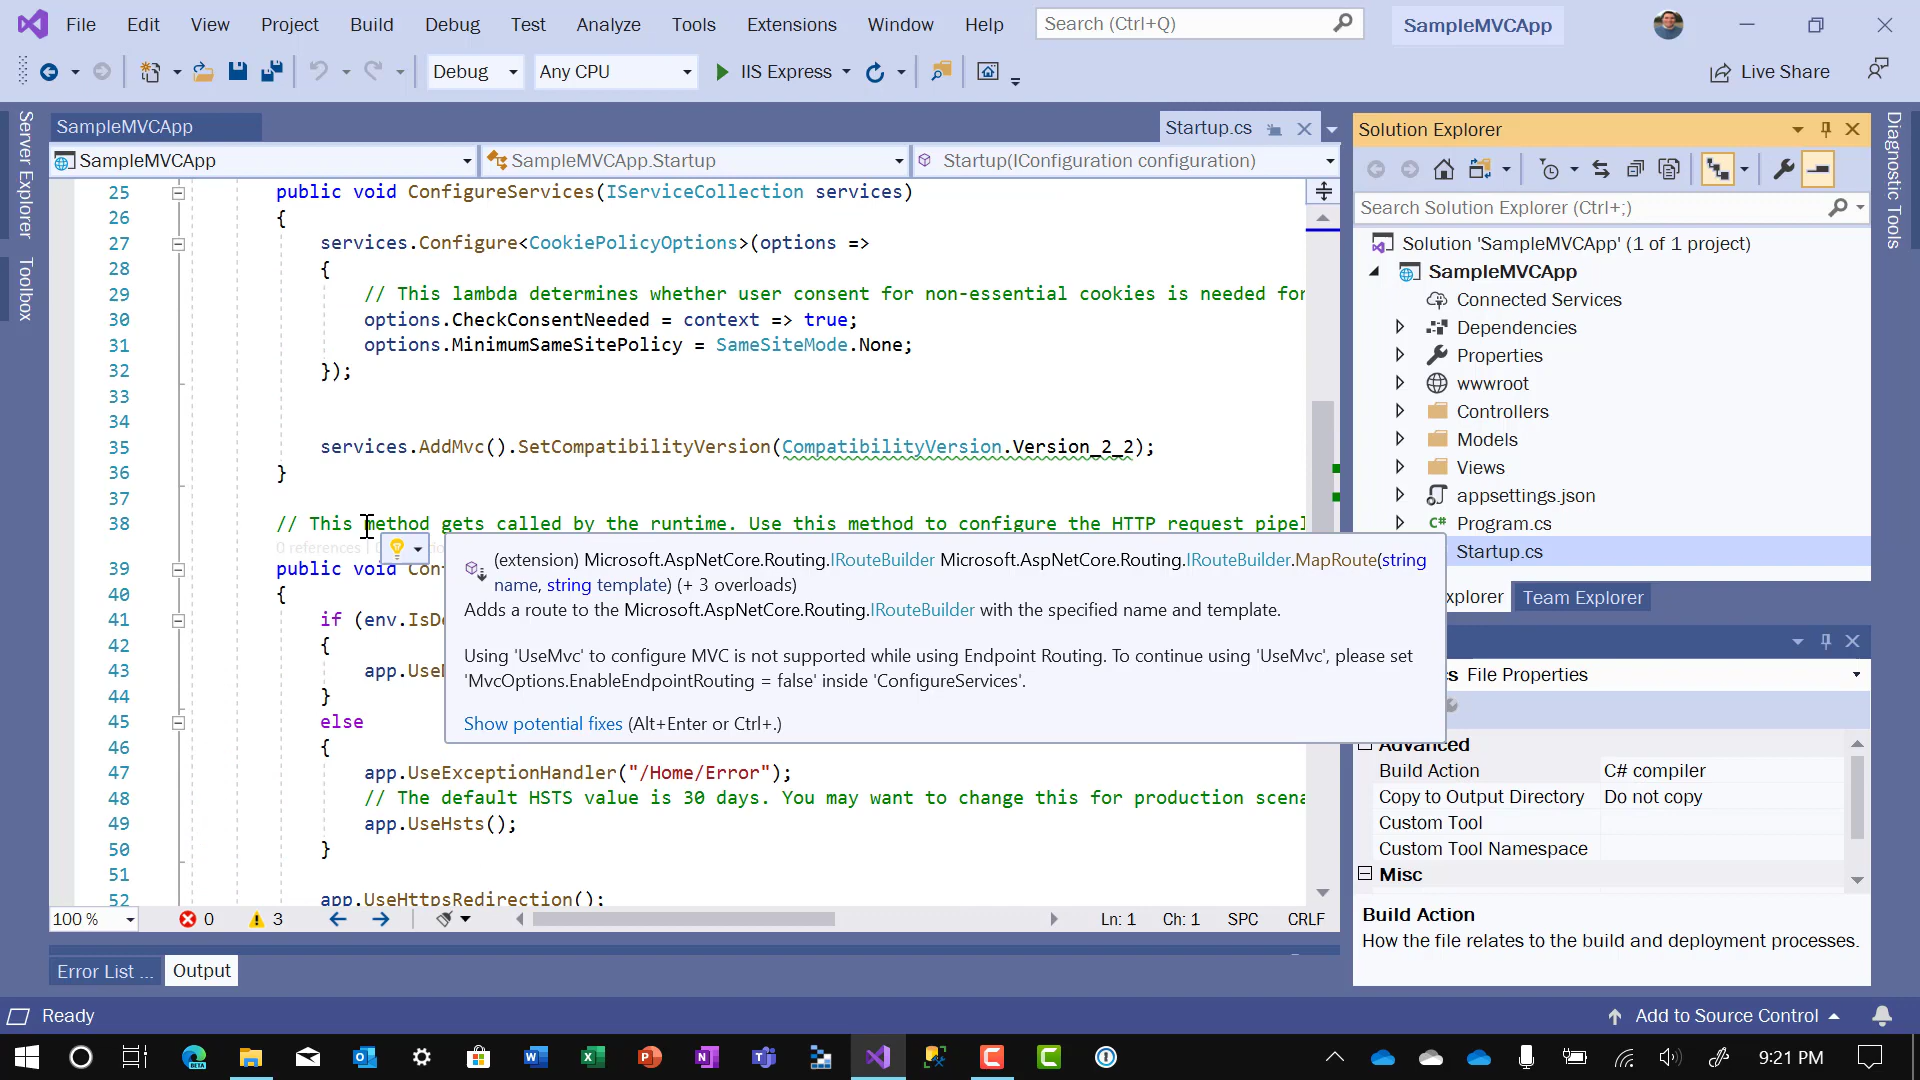 File Edit View Project Build Debug Test Analyze Tools Extensions Window Help Search (Ctrl+Q) SampleMVCApp
Debug Any CPU IIS Express Live Share
Server Explorer
Toolbox
SampleMVCApp Startup.cs
SampleMVCApp SampleMVCApp.Startup Startup(IConfiguration configuration)
25 public void ConfigureServices(IServiceCollection services)
26 {
27 services.Configure<CookiePolicyOptions>(options =>
28 {
29 // This lambda determines whether user consent for non-essential cookies is needed for
30 options.CheckConsentNeeded = context => true;
31 options.MinimumSameSitePolicy = SameSiteMode.None;
32 });
33
34
35 services.AddMvc().SetCompatibilityVersion(CompatibilityVersion.Version_2_2);
36 }
37
38 // This method gets called by the runtime. Use this method to configure the HTTP request pipel
0 references |
39 public void Con
40 {
41 if (env.IsDe
42 {
43 app.UseD
44 }
45 else
46 {
47 app.UseExceptionHandler("/Home/Error");
48 // The default HSTS value is 30 days. You may want to change this for production scena
49 app.UseHsts();
50 }
51
52 app.UseHttpsRedirection();
(extension) Microsoft.AspNetCore.Routing.IRouteBuilder Microsoft.AspNetCore.Routing.IRouteBuilder.MapRoute(string
name, string template) (+ 3 overloads)
Adds a route to the Microsoft.AspNetCore.Routing.IRouteBuilder with the specified name and template.
Using 'UseMvc' to configure MVC is not supported while using Endpoint Routing. To continue using 'UseMvc', please set
'MvcOptions.EnableEndpointRouting = false' inside 'ConfigureServices'.
Show potential fixes (Alt+Enter or Ctrl+.)
100 % 0 3 Ln: 1 Ch: 1 SPC CRLF
Error List ... Output
Solution Explorer
Search Solution Explorer (Ctrl+;)
Solution 'SampleMVCApp' (1 of 1 project)
SampleMVCApp
Connected Services
Dependencies
Properties
wwwroot
Controllers
Models
Views
appsettings.json
C# Program.cs
Startup.cs
xplorer Team Explorer
s File Properties
Advanced
Build Action C# compiler
Copy to Output Directory Do not copy
Custom Tool
Custom Tool Namespace
Misc
Build Action
How the file relates to the build and deployment processes.
Diagnostic Tools
Ready Add to Source Control
BETA
9:21 PM